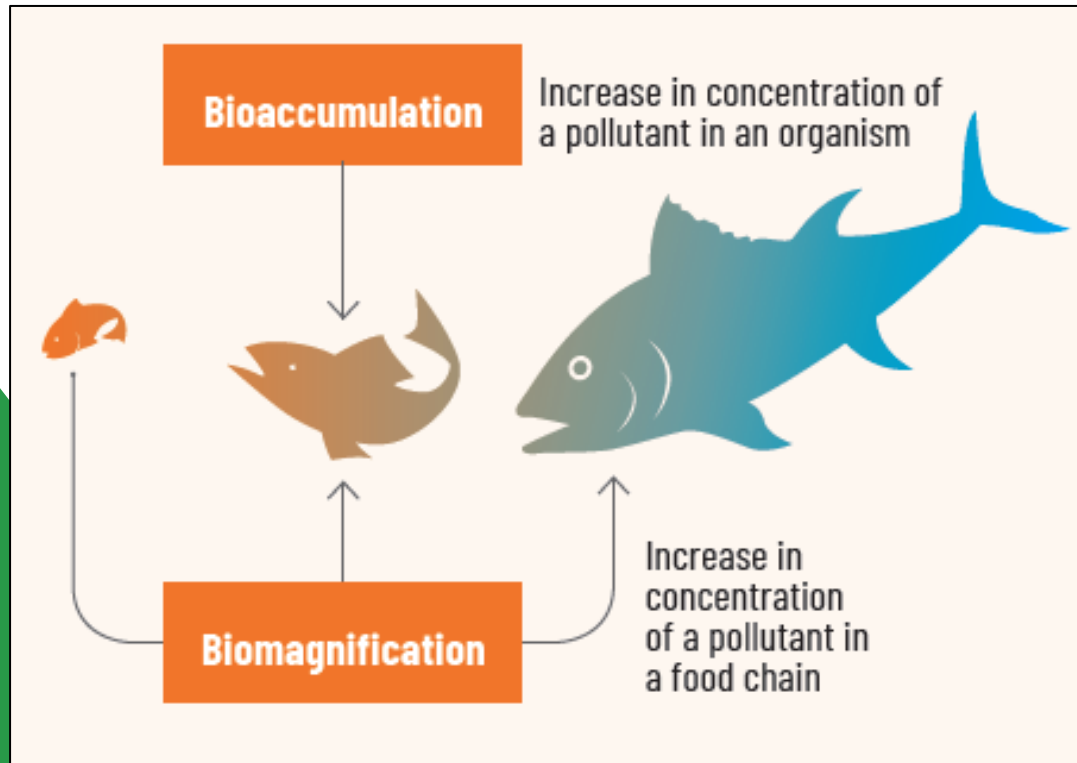 Bioaccumulation
Increase in concentration of
a pollutant in an organism
Biomagnification
Increase in
concentration
of a pollutant in
a food chain